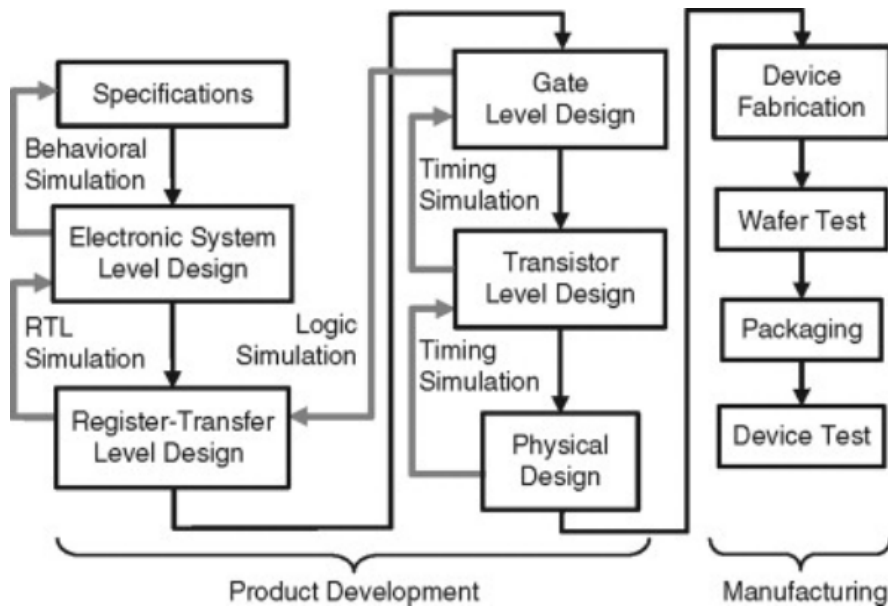 Specifications
Behavioral
Simulation
Electronic System
Level Design
RTL
Simulation
Register-Transfer
Level Design
Logic
Simulation
Gate
Level Design
Timing
Simulation
Transistor
Level Design
Timing
Simulation
Physical
Design
Device
Fabrication
Wafer Test
Packaging
Device Test
Product Development
Manufacturing